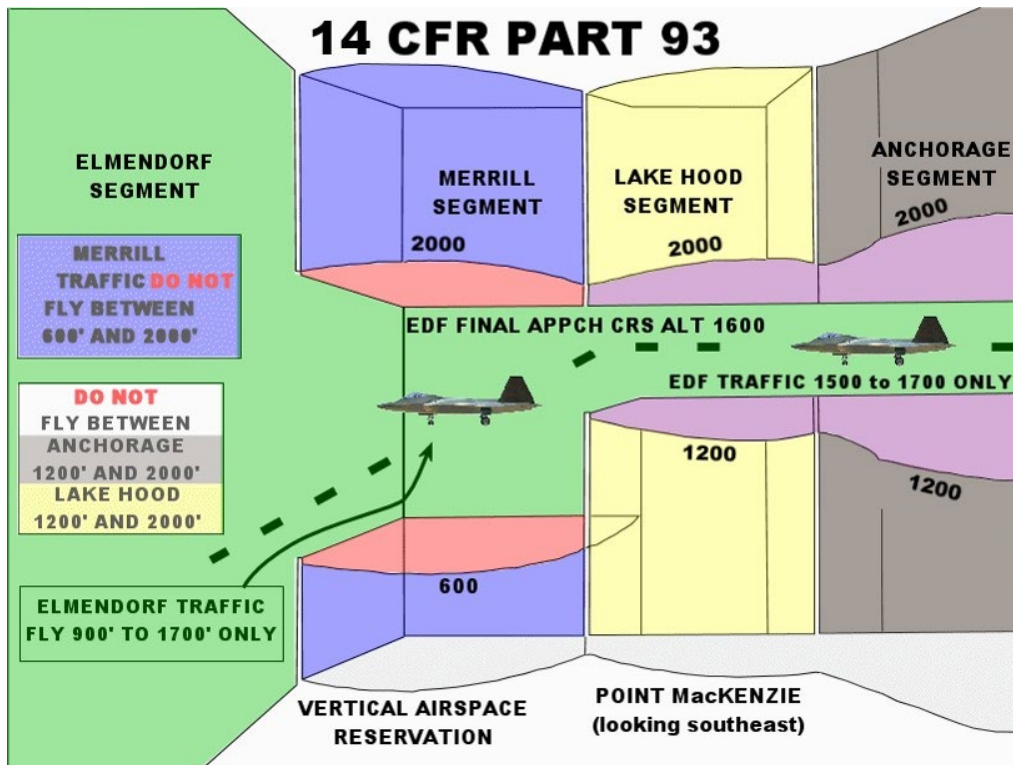 14 CFR PART 93
ELMENDORF
SEGMENT
MERRILL
SEGMENT
2000
LAKE HOOD
SEGMENT
2000
ANCHORAGE
SEGMENT
2000
MERRILL
TRAFFIC DO NOT
FLY BETWEEN
600' AND 2000'
EDF FINAL APPCH CRS ALT 1600
EDF TRAFFIC 1500 to 1700 ONLY
DO NOT
FLY BETWEEN
ANCHORAGE
1200' AND 2000'
LAKE HOOD
1200' AND 2000'
1200
1200
600
ELMENDORF TRAFFIC
FLY 900' TO 1700' ONLY
VERTICAL AIRSPACE
RESERVATION
POINT MacKENZIE
(looking southeast)